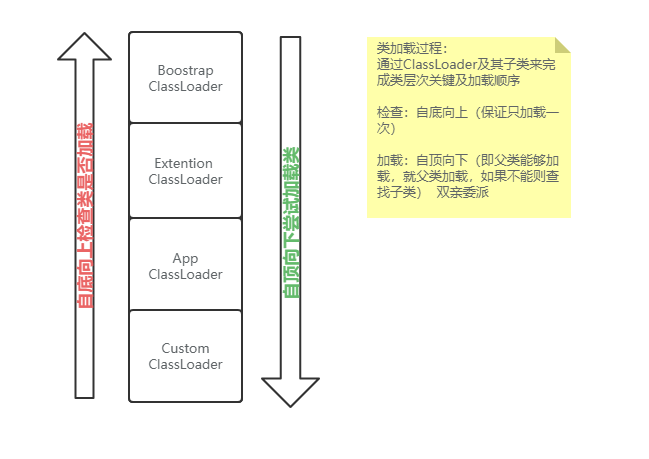 自底向上检查类是否加载
Boostrap
ClassLoader
Extention
ClassLoader
App
ClassLoader
Custom
ClassLoader
自顶向下尝试加载类
类加载过程：
通过ClassLoader及其子类来完
成类层次关键及加载顺序
检查：自底向上（保证只加载一
次）
加载：自顶向下（即父类能够加
载，就父类加载，如果不能则查
找子类） 双亲委派